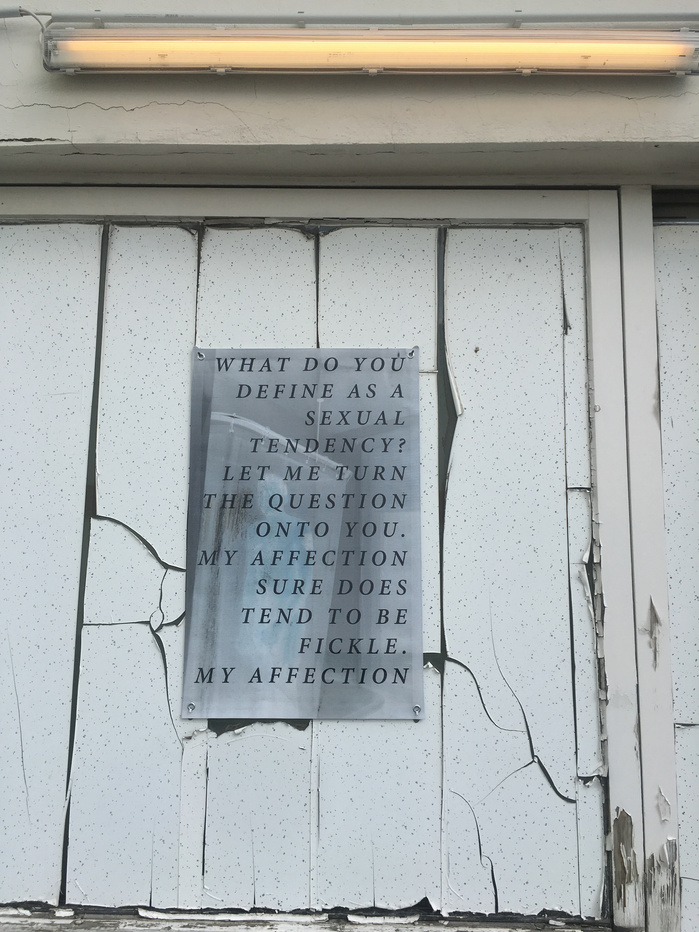 WHAT DO YOU
DEFINE AS A
SEXUAL
TENDENCY?
LET ME TURN
THE QUESTION
ONTO YOU.
MY AFFECTION
SURE DOES
TEND TO BE
FICKLE.
MY AFFECTION